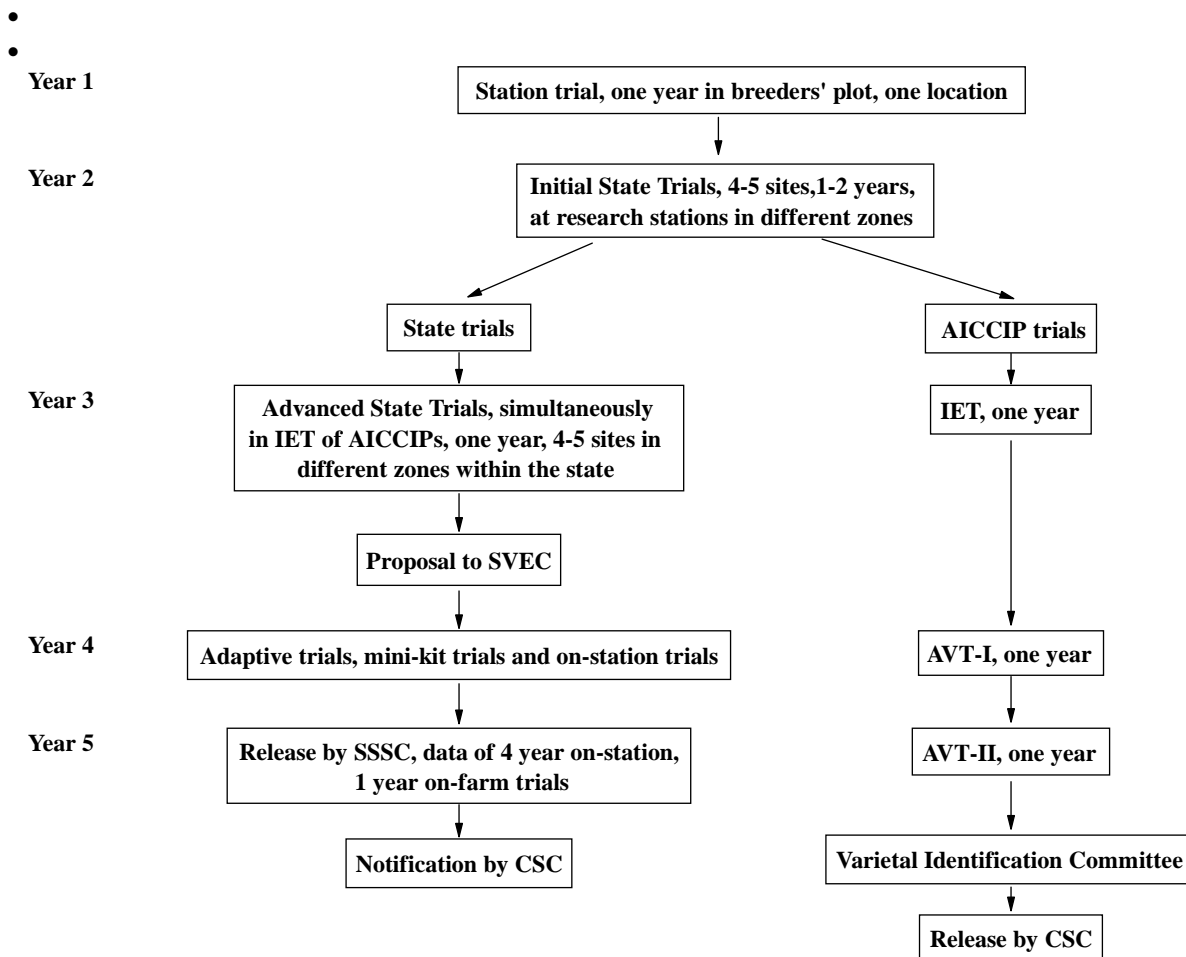 •
•
Year 1
Station trial, one year in breeders' plot, one location
Year 2
Initial State Trials, 4-5 sites,1-2 years,
at research stations in different zones
State trials
AICCIP trials
Year 3
Advanced State Trials, simultaneously
in IET of AICCIPs, one year, 4-5 sites in
different zones within the state
IET, one year
Proposal to SVEC
Year 4
Adaptive trials, mini-kit trials and on-station trials
AVT-I, one year
Year 5
Release by SSSC, data of 4 year on-station,
1 year on-farm trials
AVT-II, one year
Notification by CSC
Varietal Identification Committee
Release by CSC